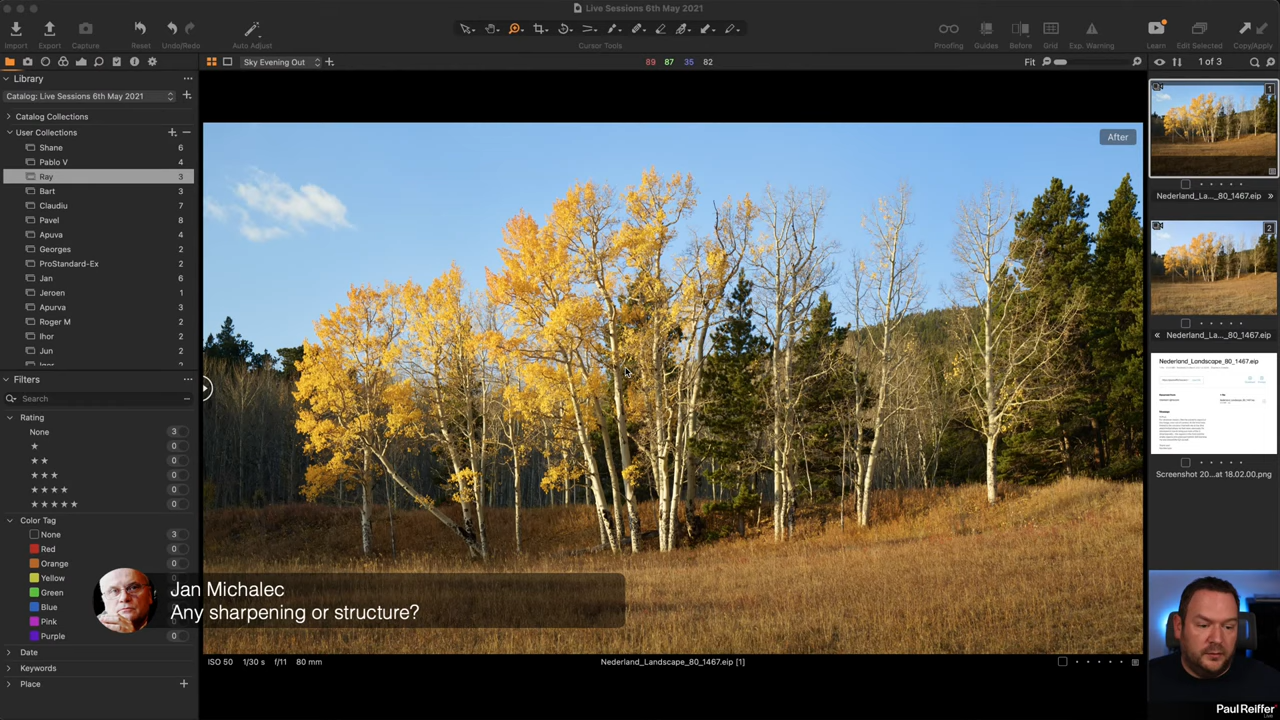 Live Sessions 6th May 2021
Import
Export
Capture
Reset
Undo/Redo
Auto Adjust
Cursor Tools
Proofing
Guides
Before
Grid
Exp. Warning
Learn
Edit Selected
Copy/Apply
Sky Evening Out
89 87 35 82
Fit
1 of 3
Library
Catalog: Live Sessions 6th May 2021
Catalog Collections
User Collections
Shane 6
Pablo V 4
Ray 3
Bart 3
Claudiu 7
Pavel 8
Apuva 4
Georges 2
ProStandard-Ex 2
Jan 6
Jeroen 1
Apurva 3
Roger M 2
Ihor 2
Jun 2
Filters
Search
Rating
None 3
0
0
0
0
0
Color Tag
None 3
Red 0
Orange 0
Yellow 0
Green
Blue
Pink
Purple 0
Date
Keywords
Place
After
Jan Michalec
Any sharpening or structure?
ISO 50 1/30 s f/11 80 mm
Nederland_Landscape_80_1467.eip [1]
1
Nederland_La..._80_1467.eip
2
Nederland_La..._80_1467.eip
Nederland_Landscape_80_1467.eip
Screenshot 20...at 18.02.00.png
PaulReiffer
Live